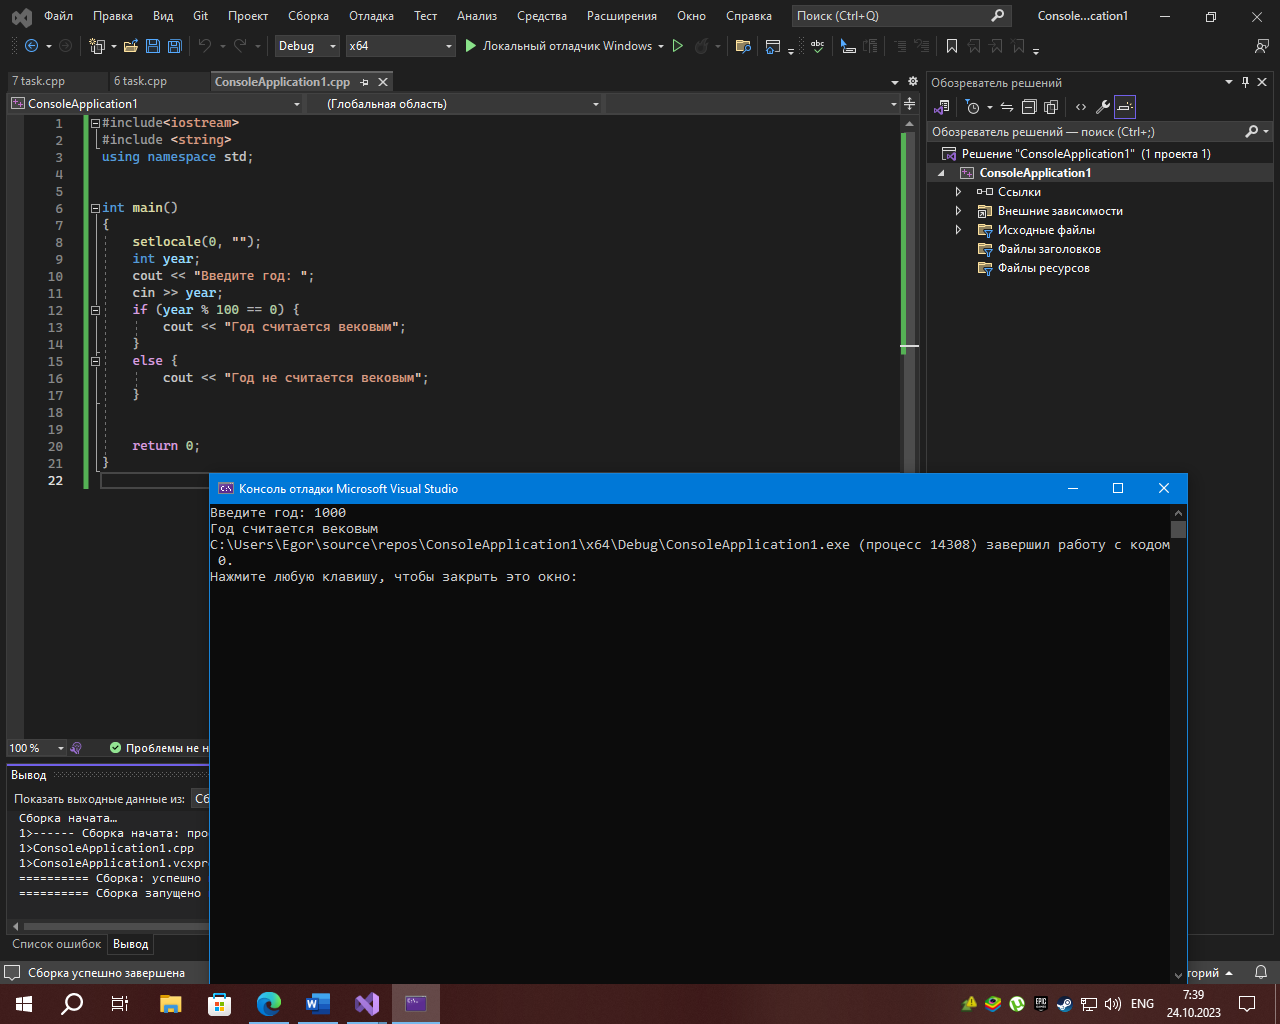 Файл Правка Вид Git Проект Сборка Отладка Тест Анализ Средства Расширения Окно Справка Поиск (Ctrl+Q) Console...cation1
Debug x64 Локальный отладчик Windows
7 task.cpp 6 task.cpp ConsoleApplication1.cpp
ConsoleApplication1 (Глобальная область)
1 #include<iostream>
2 #include <string>
3 using namespace std;
4
5
6 int main()
7 {
8 setlocale(0, "");
9 int year;
10 cout << "Введите год: ";
11 cin >> year;
12 if (year % 100 == 0) {
13 cout << "Год считается вековым";
14 }
15 else {
16 cout << "Год не считается вековым";
17 }
18
19
20 return 0;
21 }
22
Обозреватель решений
Обозреватель решений — поиск (Ctrl+;)
Решение "ConsoleApplication1" (1 проекта 1)
ConsoleApplication1
Ссылки
Внешние зависимости
Исходные файлы
Файлы заголовков
Файлы ресурсов
Консоль отладки Microsoft Visual Studio
Введите год: 1000
Год считается вековым
C:\Users\Egor\source\repos\ConsoleApplication1\x64\Debug\ConsoleApplication1.exe (процесс 14308) завершил работу с кодом
0.
Нажмите любую клавишу, чтобы закрыть это окно:
100 % Проблемы не н
Вывод
Показать выходные данные из: Сб
Сборка начата…
1>------ Сборка начата: про
1>ConsoleApplication1.cpp
1>ConsoleApplication1.vcxpr
========== Сборка: успешно
========== Сборка запущено
Список ошибок Вывод
Сборка успешно завершена
торий
ENG
7:39
24.10.2023